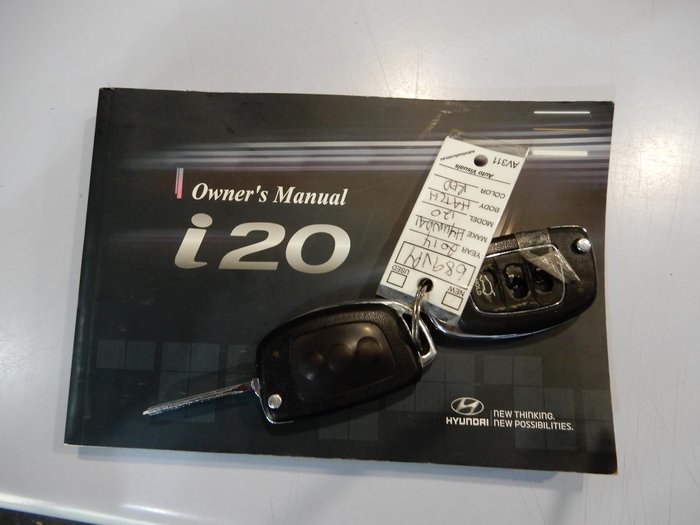 Owner's Manual
i20
AV311
Auto Visuals
COLOR RED
BODY HATCH
MODEL I20
MAKE HYUNDAI
YEAR 2014
NEW
USED
HYUNDAI
NEW THINKING.
NEW POSSIBILITIES.